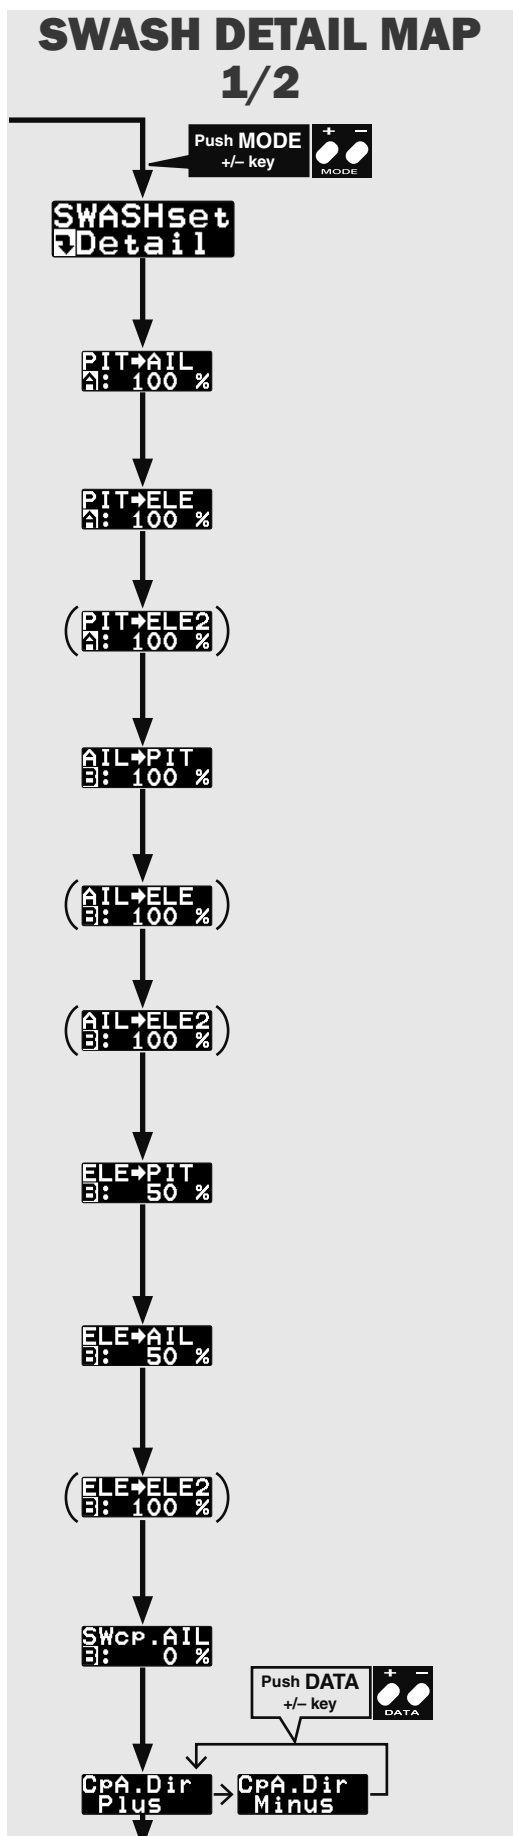 SWASH DETAIL MAP
1/2
Push MODE
+/– key
+ –
MODE
SWASHset
Detail
PIT➡AIL
A: 100 %
PIT➡ELE
A: 100 %
(PIT➡ELE2
A: 100 %)
AIL➡PIT
B: 100 %
(AIL➡ELE
B: 100 %)
(AIL➡ELE2
B: 100 %)
ELE➡PIT
B: 50 %
ELE➡AIL
B: 50 %
(ELE➡ELE2
B: 100 %)
SWcp.AIL
B: 0 %
Push DATA
+/– key
+ –
DATA
CpA.Dir
Plus
CpA.Dir
Minus